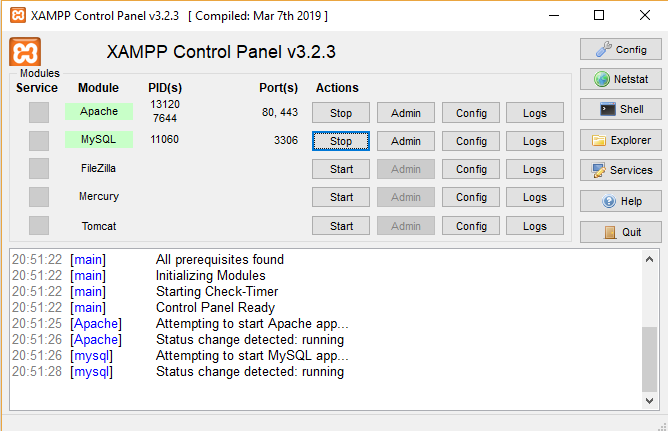 XAMPP Control Panel v3.2.3 [ Compiled: Mar 7th 2019 ]
XAMPP Control Panel v3.2.3
Config
Modules
Service Module PID(s) Port(s) Actions
Netstat
Apache 13120 7644 80, 443 Stop Admin Config Logs
Shell
MySQL 11060 3306 Stop Admin Config Logs
Explorer
FileZilla Start Admin Config Logs
Services
Mercury Start Admin Config Logs
Help
Tomcat Start Admin Config Logs
Quit
20:51:22 [main] All prerequisites found
20:51:22 [main] Initializing Modules
20:51:22 [main] Starting Check-Timer
20:51:22 [main] Control Panel Ready
20:51:25 [Apache] Attempting to start Apache app...
20:51:26 [Apache] Status change detected: running
20:51:26 [mysql] Attempting to start MySQL app...
20:51:28 [mysql] Status change detected: running